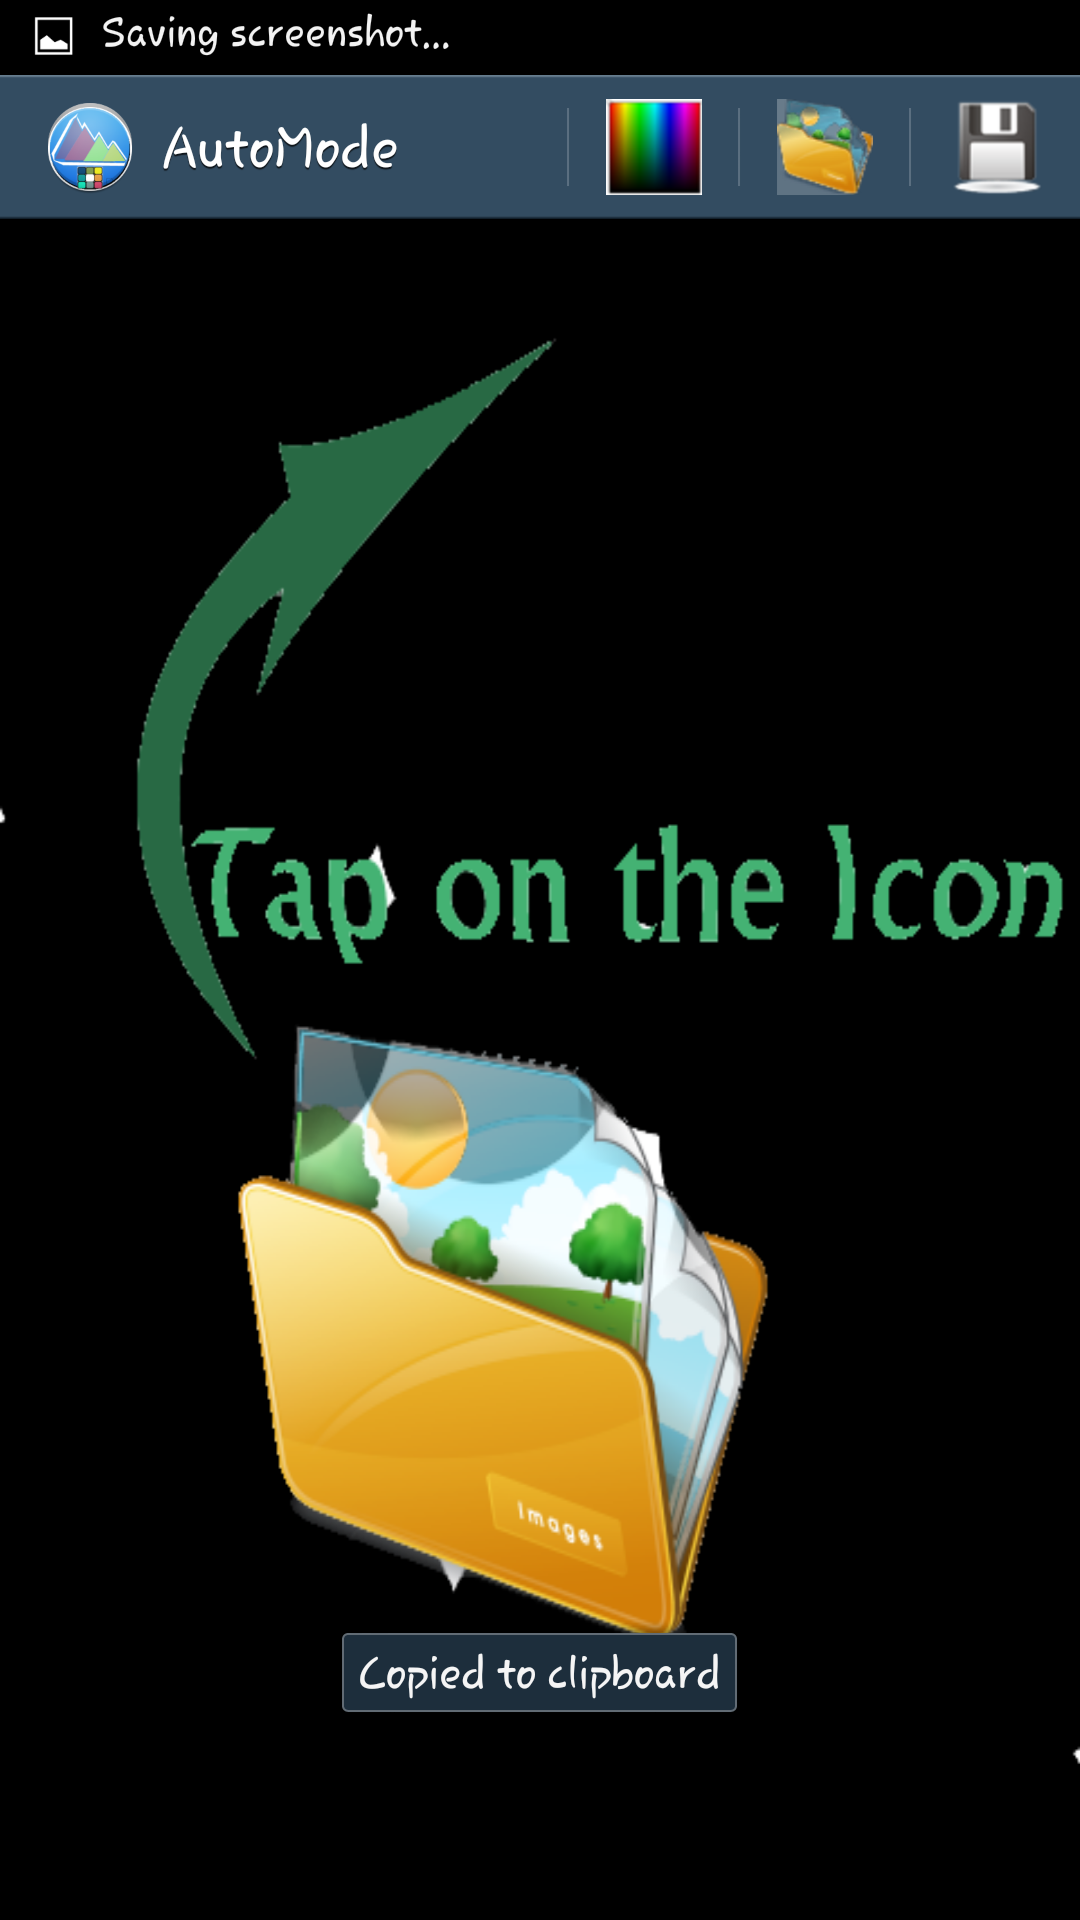 Saving screenshot...
AutoMode
Tap on the Icon
Images
Copied to clipboard